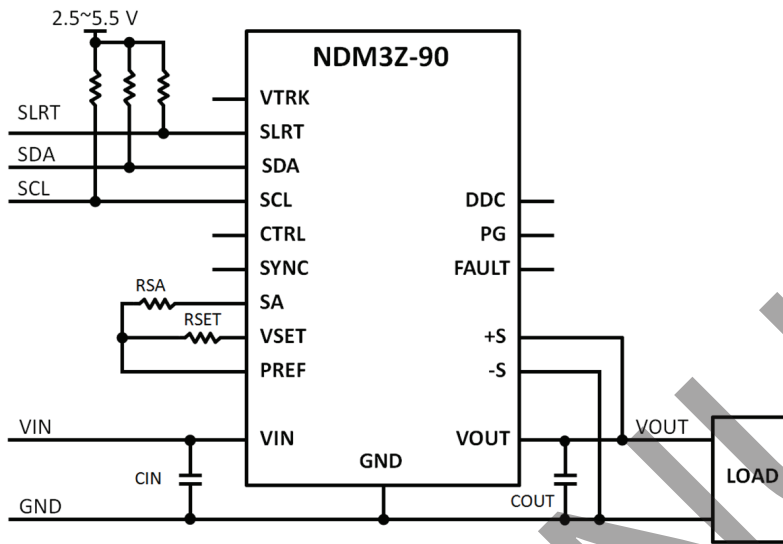 2.5~5.5 V
NDM3Z-90
VTRK
SLRT
SLRT
SDA
SDA
SCL
SCL
DDC
CTRL
PG
SYNC
FAULT
RSA
SA
RSET
VSET
+S
PREF
-S
VIN
VIN
VOUT
VOUT
GND
CIN
COUT
LOAD
GND